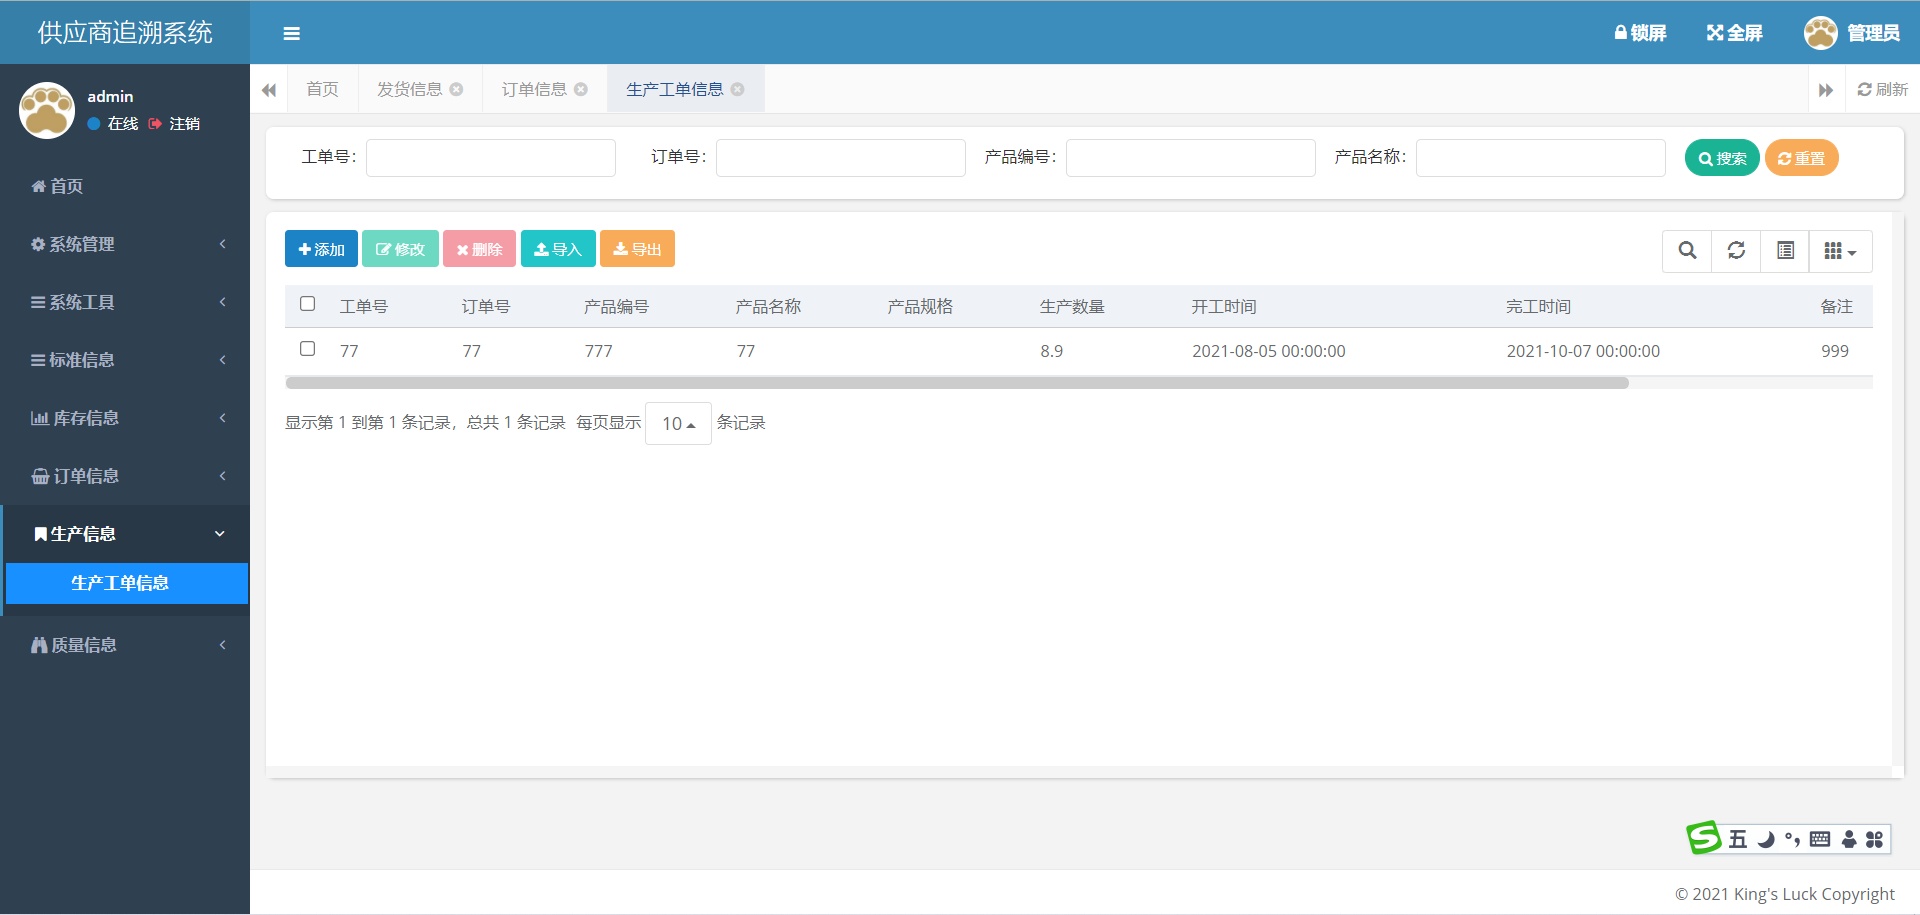 供应商追溯系统
锁屏 全屏 管理员
admin
在线 注销
首页 发货信息 订单信息 生产工单信息 刷新
工单号： 订单号： 产品编号： 产品名称： 搜索 重置
首页
系统管理
系统工具
标准信息
库存信息
订单信息
生产信息
生产工单信息
质量信息
添加 修改 删除 导入 导出
工单号 订单号 产品编号 产品名称 产品规格 生产数量 开工时间 完工时间 备注
77 77 777 77 8.9 2021-08-05 00:00:00 2021-10-07 00:00:00 999
显示第 1 到第 1 条记录，总共 1 条记录 每页显示 10 条记录
S 五
© 2021 King's Luck Copyright